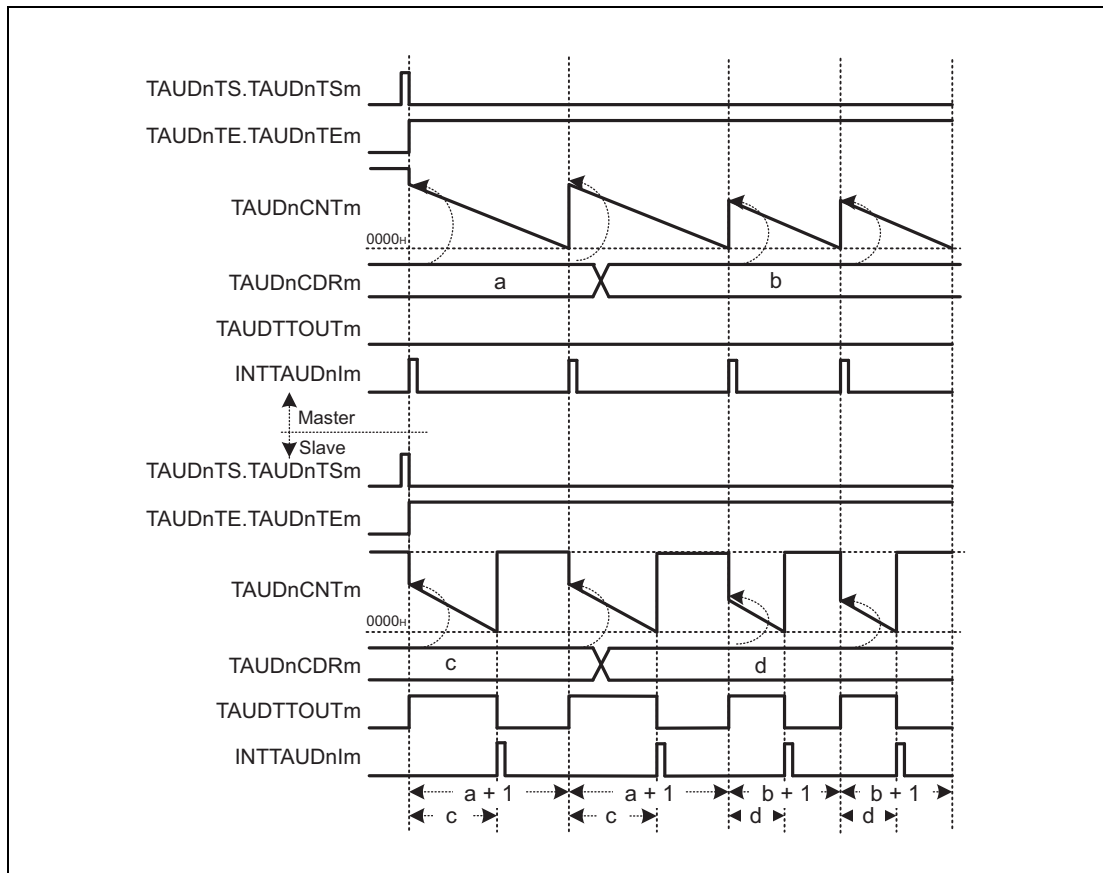 TAUDnTS.TAUDnTSm
TAUDnTE.TAUDnTEm
TAUDnCNTm
0000H
TAUDnCDRm
a
b
TAUDTTOUTm
INTTAUDnIm
Master
Slave
TAUDnTS.TAUDnTSm
TAUDnTE.TAUDnTEm
TAUDnCNTm
0000H
TAUDnCDRm
c
d
TAUDTTOUTm
INTTAUDnIm
a + 1
a + 1
b + 1
b + 1
c
c
d
d